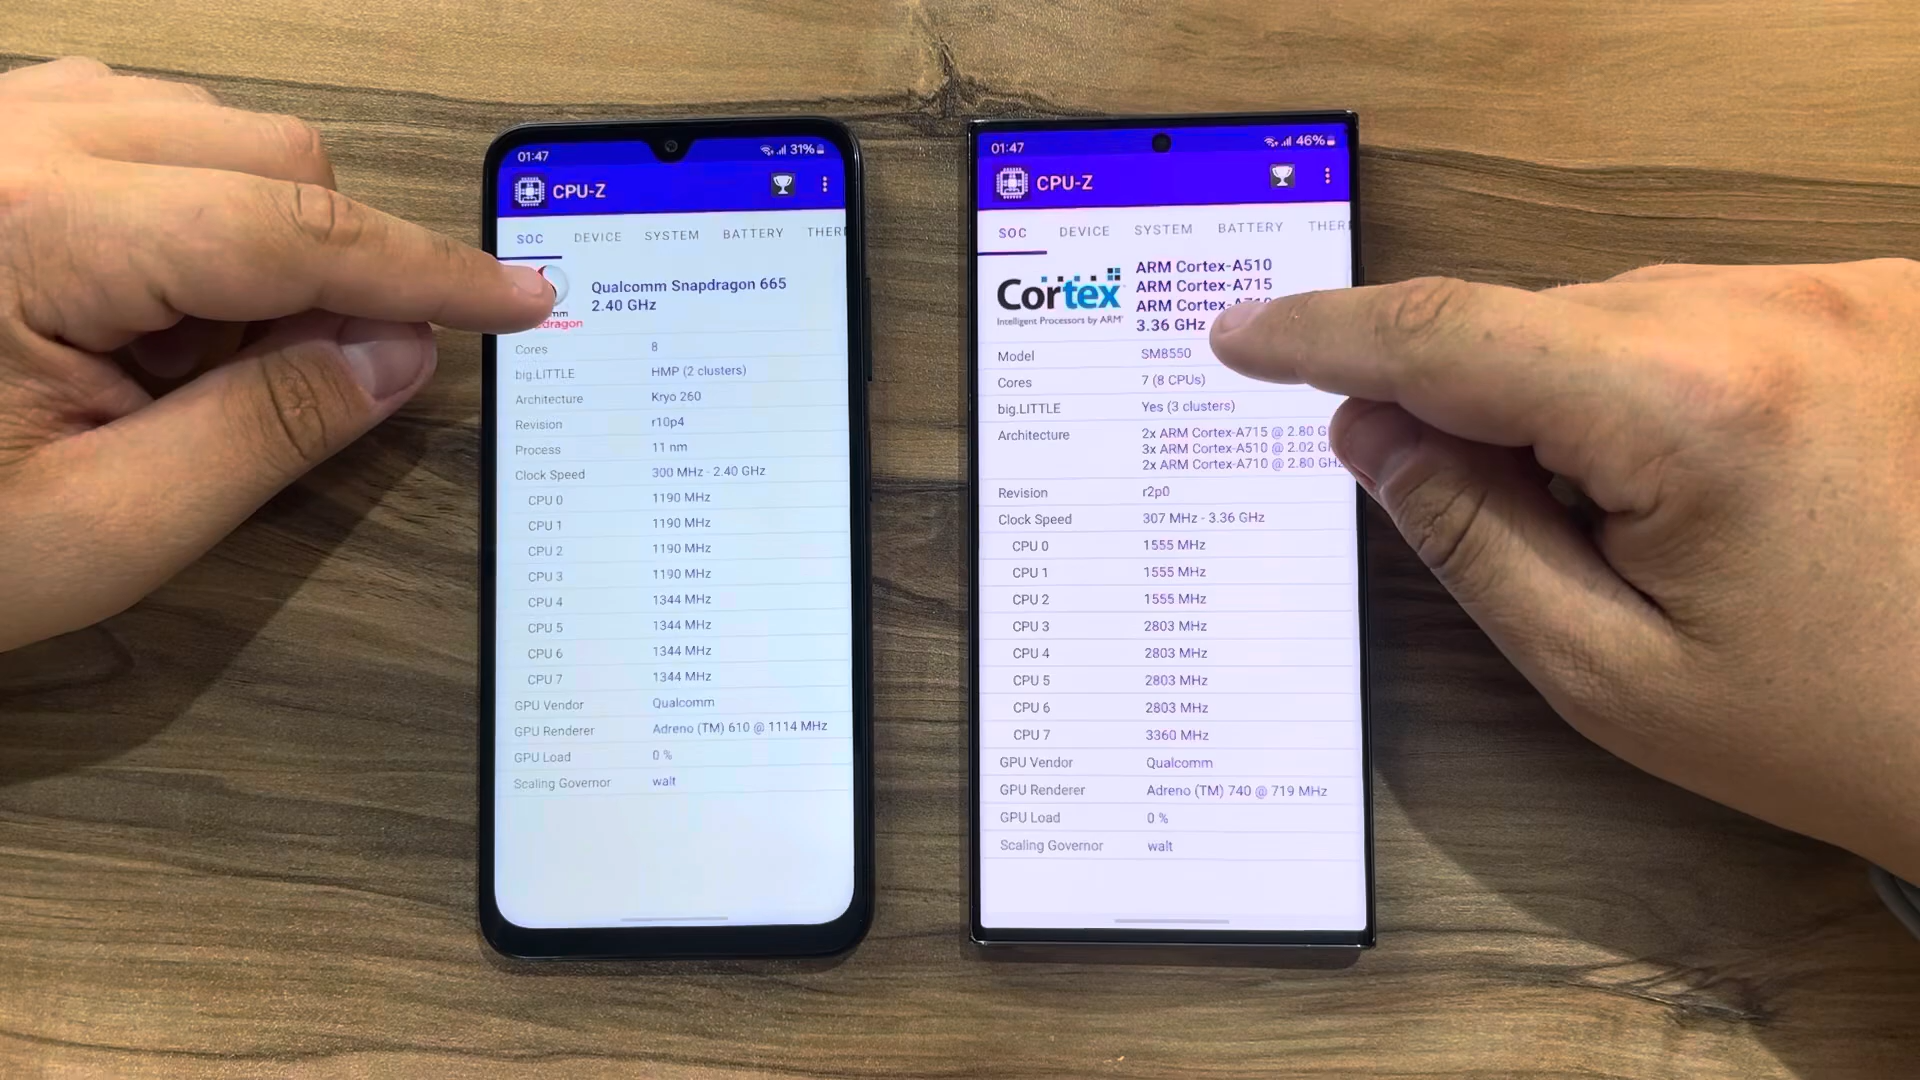 01:47
31%
CPU-Z
SOC DEVICE SYSTEM BATTERY THER
Qualcomm Snapdragon 665
2.40 GHz
Cores 8
big.LITTLE HMP (2 clusters)
Architecture Kryo 260
Revision r10p4
Process 11 nm
Clock Speed 300 MHz - 2.40 GHz
CPU 0 1190 MHz
CPU 1 1190 MHz
CPU 2 1190 MHz
CPU 3 1190 MHz
CPU 4 1344 MHz
CPU 5 1344 MHz
CPU 6 1344 MHz
CPU 7 1344 MHz
GPU Vendor Qualcomm
GPU Renderer Adreno (TM) 610 @ 1114 MHz
GPU Load 0 %
Scaling Governor walt
01:47
46%
CPU-Z
SOC DEVICE SYSTEM BATTERY THER
Cortex
Intelligent Processors by ARM
ARM Cortex-A510
ARM Cortex-A715
ARM Cortex-A710
3.36 GHz
Model SM8550
Cores 7 (8 CPUs)
big.LITTLE Yes (3 clusters)
Architecture 2x ARM Cortex-A715 @ 2.80 G
3x ARM Cortex-A510 @ 2.02 G
2x ARM Cortex-A710 @ 2.80 GHz
Revision r2p0
Clock Speed 307 MHz - 3.36 GHz
CPU 0 1555 MHz
CPU 1 1555 MHz
CPU 2 1555 MHz
CPU 3 2803 MHz
CPU 4 2803 MHz
CPU 5 2803 MHz
CPU 6 2803 MHz
CPU 7 3360 MHz
GPU Vendor Qualcomm
GPU Renderer Adreno (TM) 740 @ 719 MHz
GPU Load 0 %
Scaling Governor walt